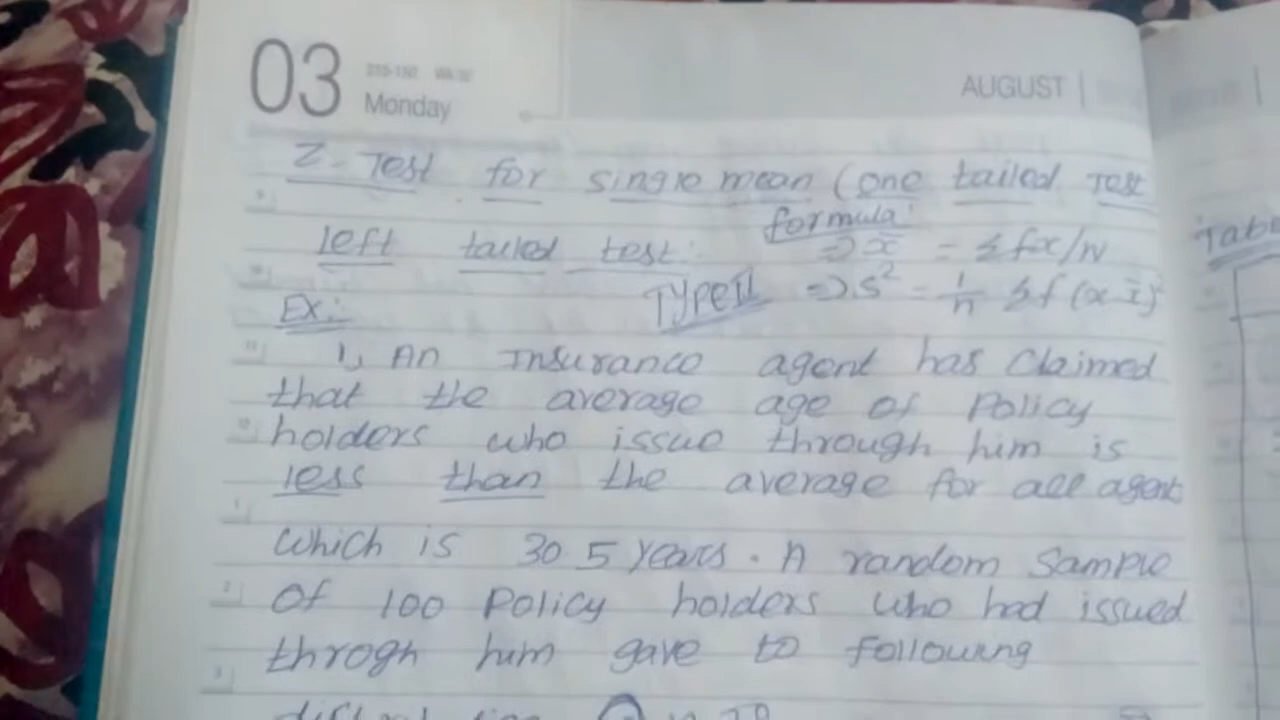 03
Monday
AUGUST
Z-Test for single mean (one tailed Test
formula:
left tailed test:
⇒ x̄ = Σfx/N
Type II ⇒ s² = 1/n Σf (x-x̄)²
Ex:-
1, An Insurance agent has Claimed
that the average age of Policy
holders who issue through him is
less than the average for all agent
which is 30 5 years. A random Sample
Of 100 Policy holders who had issued
throgh him gave to following